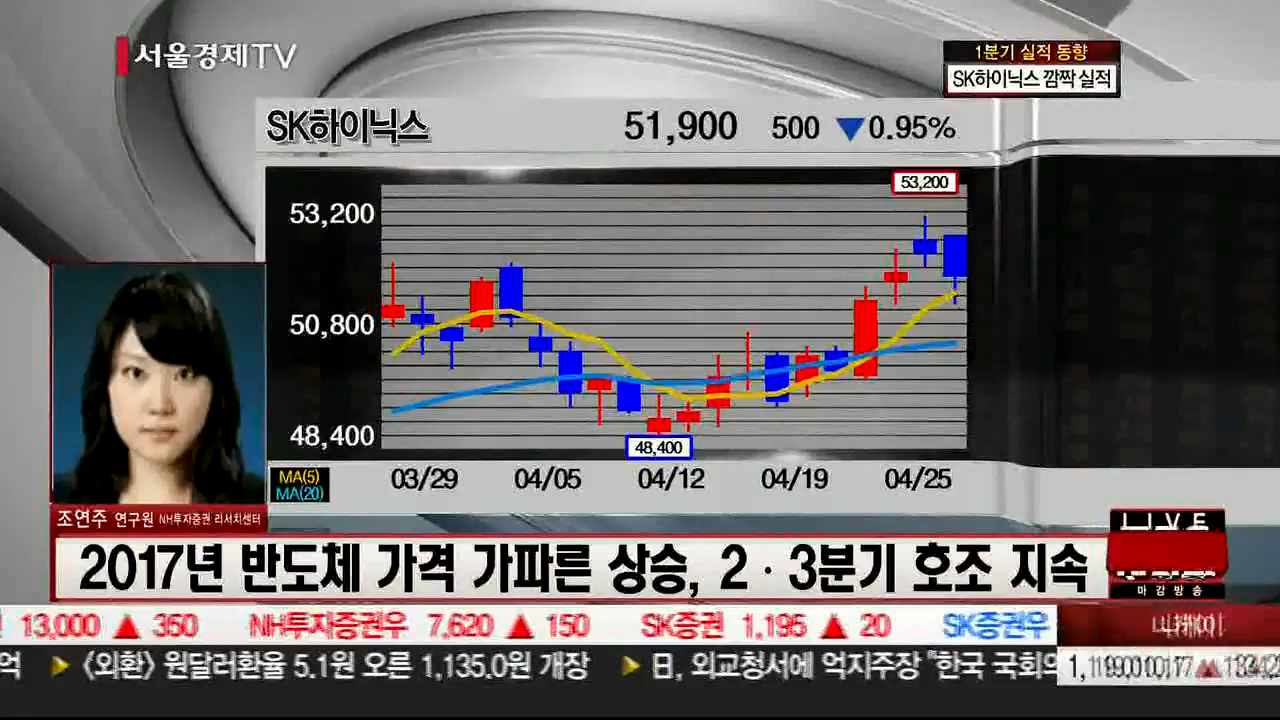 서울경제TV
1분기 실적 동향
SK하이닉스 깜짝 실적
SK하이닉스 51,900 500 ▼0.95%
53,200
53,200
50,800
48,400
48,400
MA(5)
MA(20)
03/29 04/05 04/12 04/19 04/25
조연주 연구원 NH투자증권 리서치센터
2017년 반도체 가격 가파른 상승, 2·3분기 호조 지속
LIVE
마감방송
13,000 ▲ 350 NH투자증권우 7,620 ▲ 150 SK증권 1,195 ▲ 20 SK증권우
억 ▶ 〈외환〉 원달러환율 5.1원 오른 1,135.0원 개장 ▶ 日, 외교청서에 억지주장 "한국 국회의